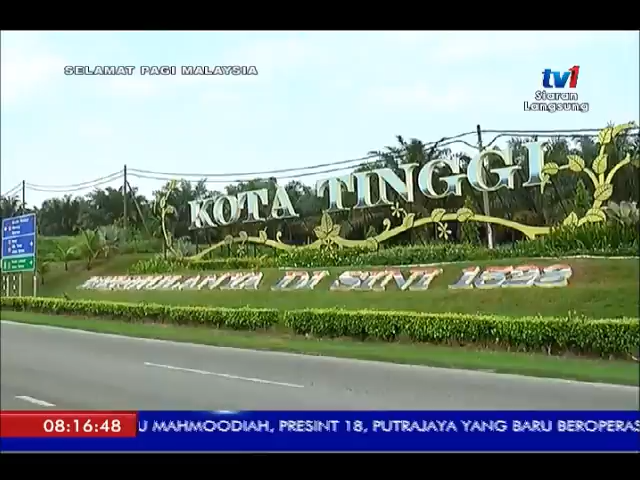 SELAMAT PAGI MALAYSIA
tv1
Siaran
Langsung
KOTA TINGGI
SEGALANYA DI SINI 1528
08:16:48
U MAHMOODIAH, PRESINT 18, PUTRAJAYA YANG BARU BEROPERAS